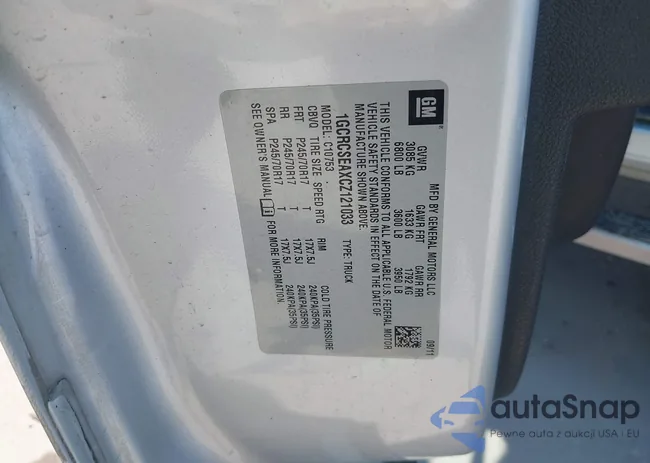 GM
MFD BY GENERAL MOTORS LLC
09/11
GVWR GAWR FRT GAWR RR
3085 KG 1633 KG 1792 KG
6800 LB 3600 LB 3950 LB
THIS VEHICLE CONFORMS TO ALL APPLICABLE U.S. FEDERAL MOTOR
VEHICLE SAFETY STANDARDS IN EFFECT ON THE DATE OF
MANUFACTURE SHOWN ABOVE.
1GCRCSEAXCZ121033 TYPE: TRUCK
MODEL: C10753
CBVQ TIRE SIZE SPEED RTG RIM COLD TIRE PRESSURE
FRT P245/70R17 T 17X7.5J 240KPA(35PSI)
RR P245/70R17 T 17X7.5J 240KPA(35PSI)
SPA P245/70R17 T 17X7.5J 240KPA(35PSI)
SEE OWNER'S MANUAL FOR MORE INFORMATION.
autaSnap
Pewne auta z aukcji USA · EU